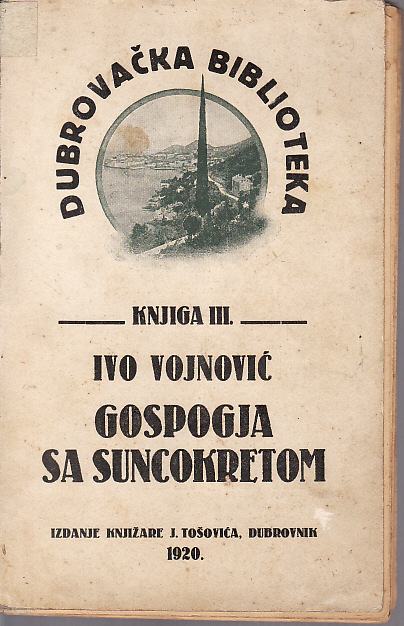 DUBROVAČKA BIBLIOTEKA
KNJIGA III.
IVO VOJNOVIĆ
GOSPOGJA
SA SUNCOKRETOM
IZDANJE KNJIŽARE J. TOŠOVIĆA, DUBROVNIK
1920.